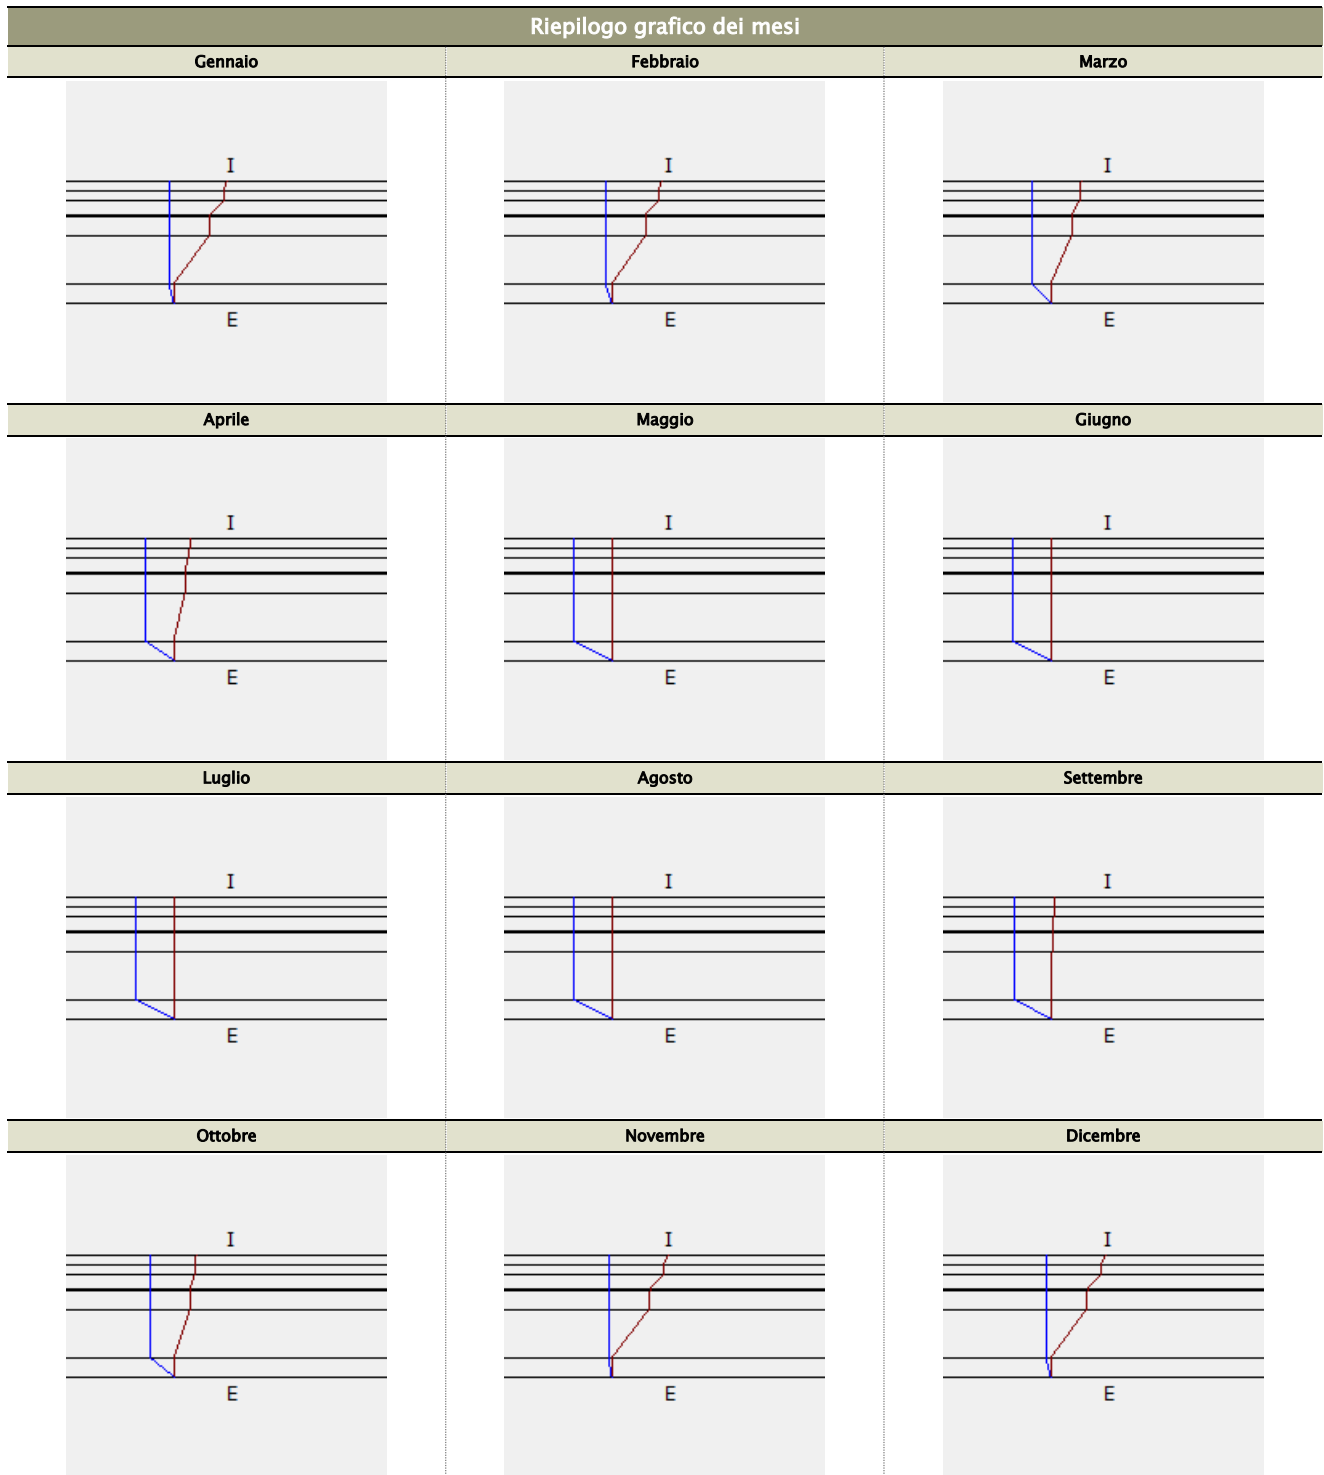 Riepilogo grafico dei mesi
Gennaio Febbraio Marzo
I I I
E E E
Aprile Maggio Giugno
I I I
E E E
Luglio Agosto Settembre
I I I
E E E
Ottobre Novembre Dicembre
I I I
E E E